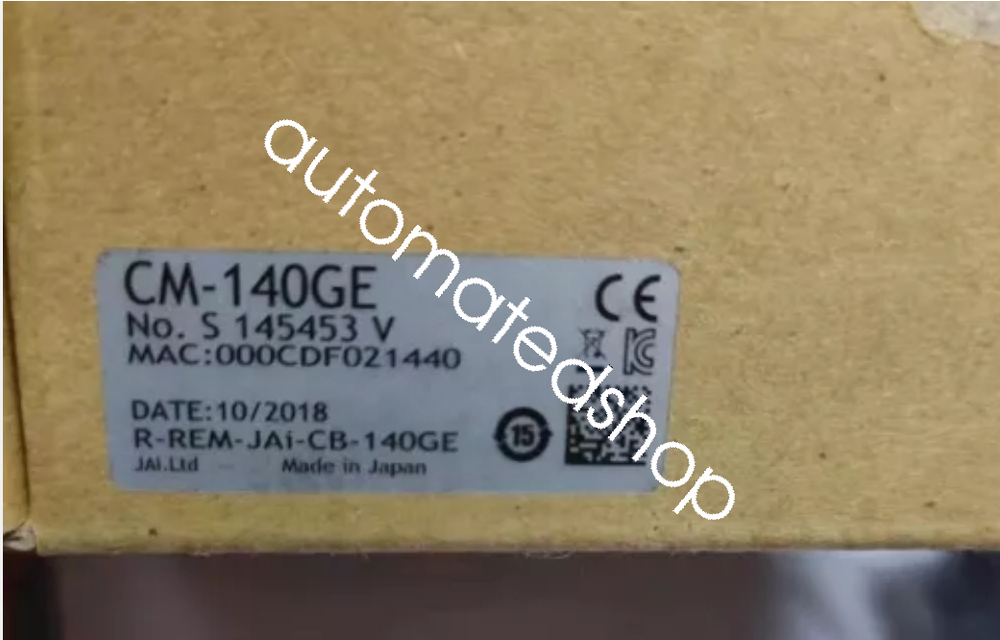 CM-140GE
No. S 145453 V
MAC:000CDF021440
DATE:10/2018
R-REM-JAi-CB-140GE
JAI.Ltd Made in Japan
CE
15
automatedshop